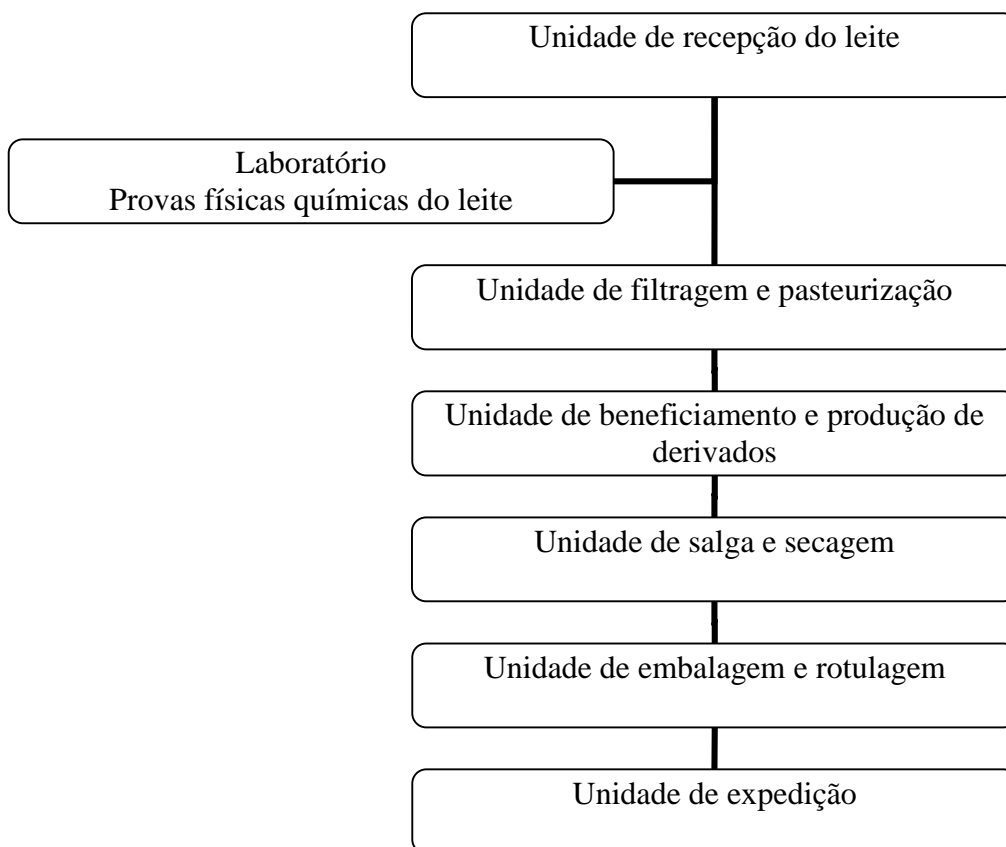 Unidade de recepção do leite
Laboratório
Provas físicas químicas do leite
Unidade de filtragem e pasteurização
Unidade de beneficiamento e produção de
derivados
Unidade de salga e secagem
Unidade de embalagem e rotulagem
Unidade de expedição